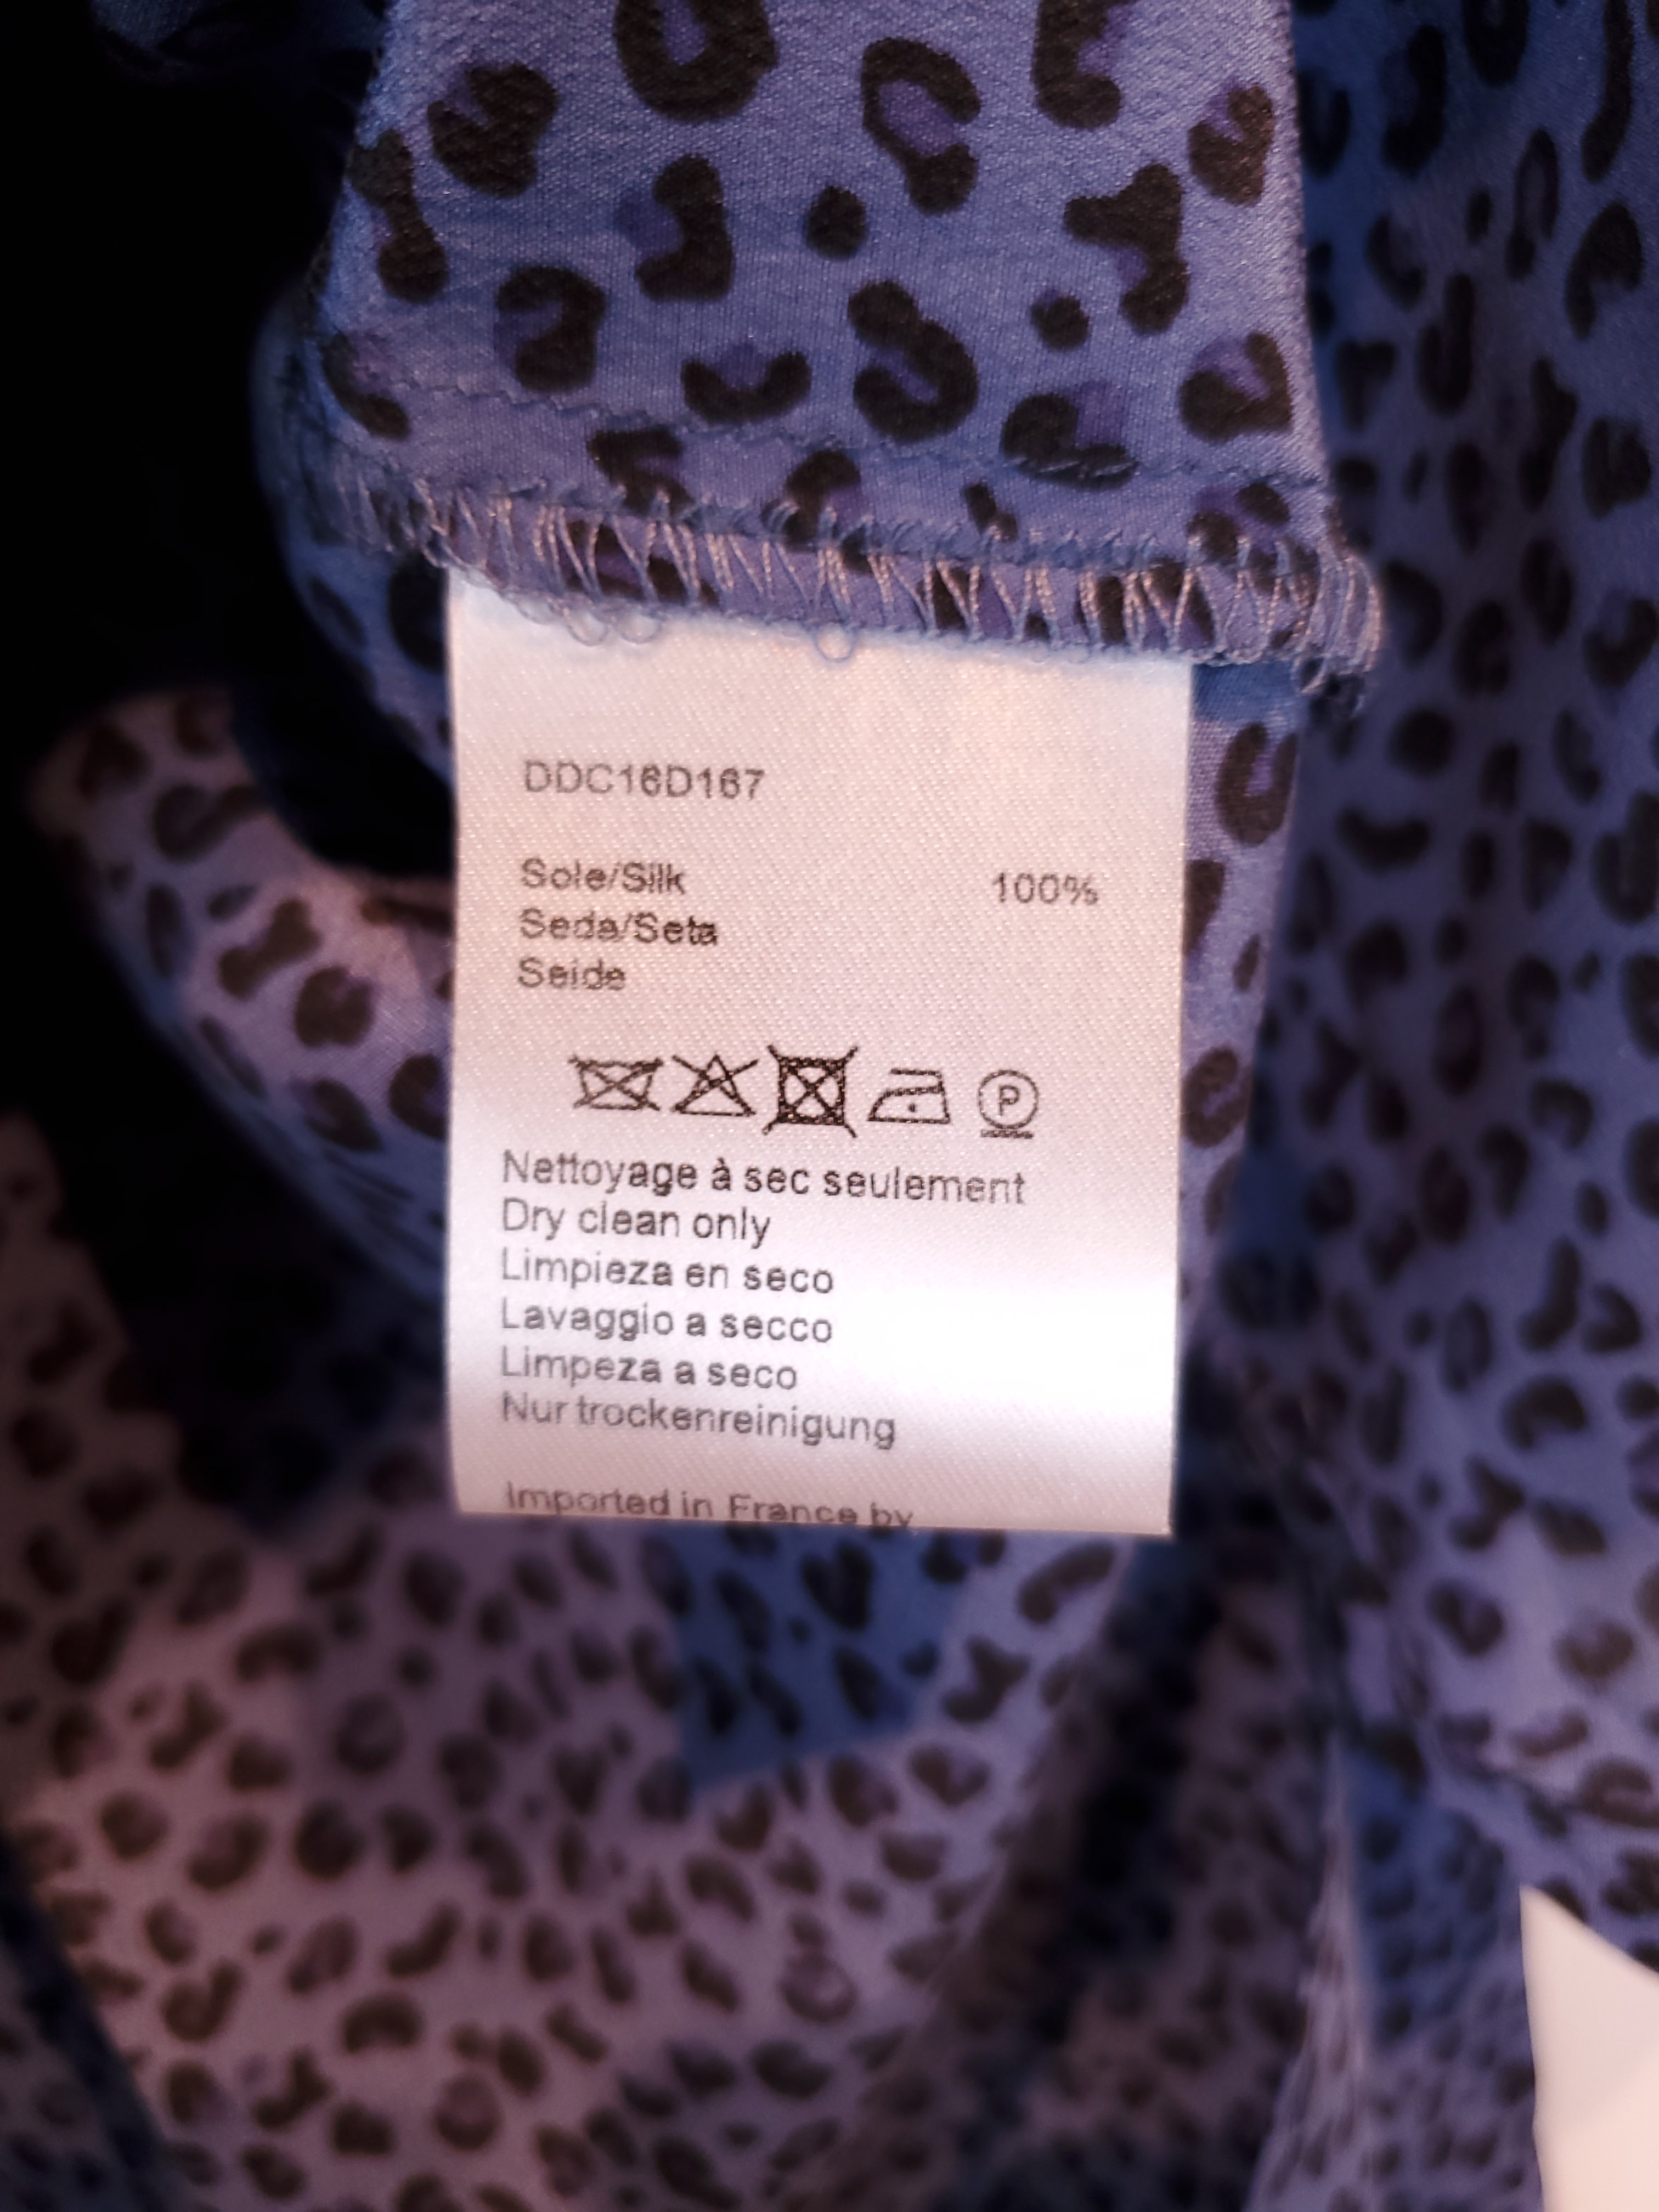 DDC16D167
Soie/Silk 100%
Seda/Seta
Seide
P
Nettoyage à sec seulement
Dry clean only
Limpieza en seco
Lavaggio a secco
Limpeza a seco
Nur trockenreinigung
Imported in France by